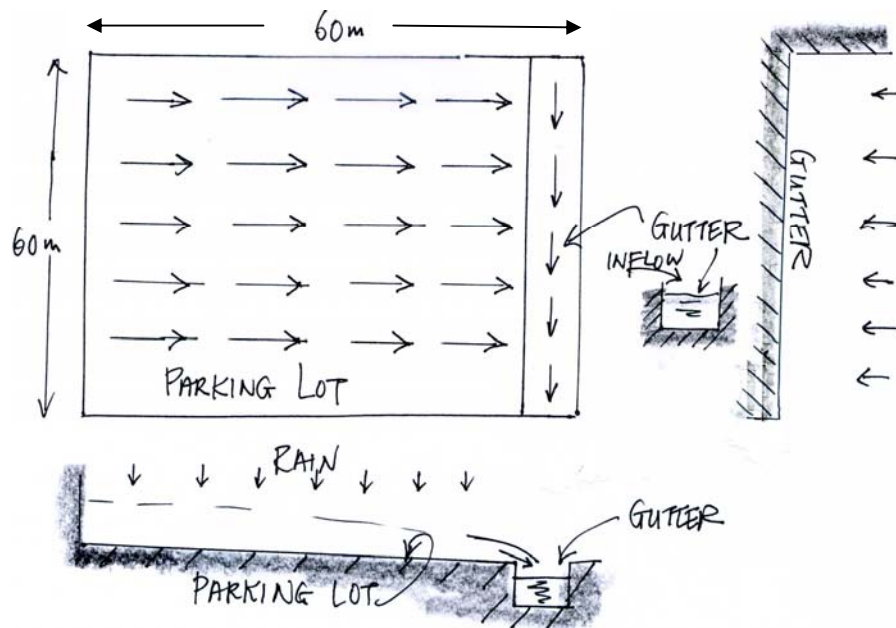 60m
60m
GUTTER
INFLOW
GUTTER
PARKING LOT
RAIN
GUTTER
PARKING LOT